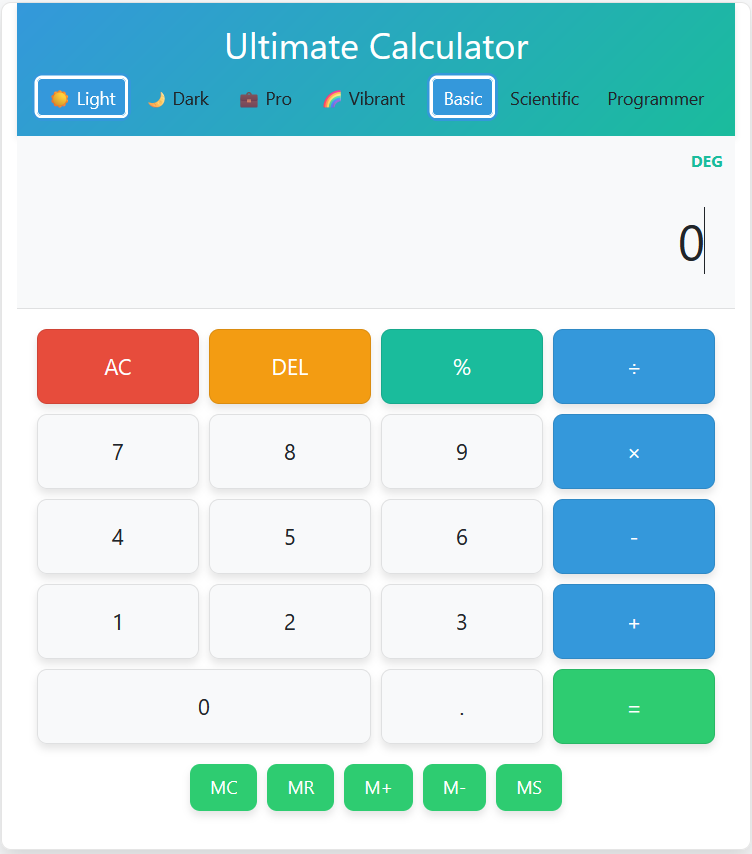 Ultimate Calculator
☀️ Light 🌙 Dark 💼 Pro 🌈 Vibrant Basic Scientific Programmer
DEG
0
AC DEL % ÷
7 8 9 ×
4 5 6 -
1 2 3 +
0 . =
MC MR M+ M- MS